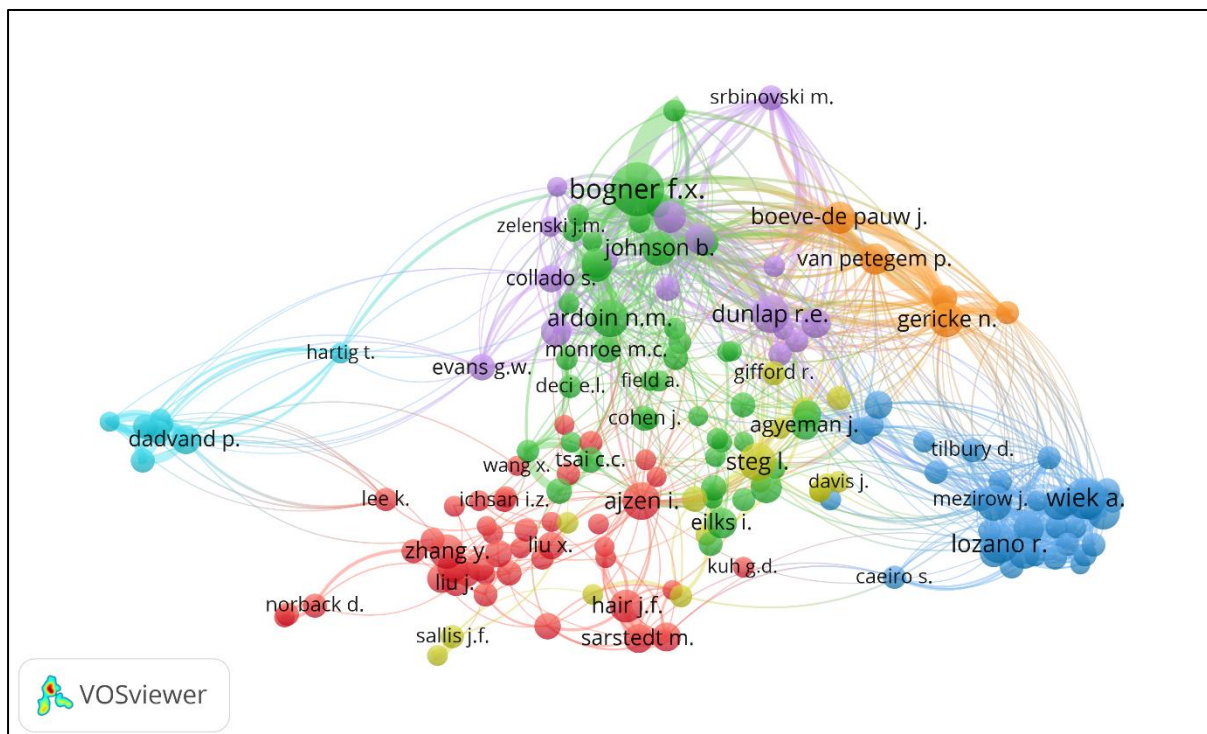 srbinovski m.
bogner f.x.
boeve-de pauw j.
zelenski j.m.
johnson b.
van petegem p.
collado s.
ardoin n.m.
dunlap r.e.
gericke n.
hartig t.
monroe m.c.
evans g.w.
gifford r.
deci e.l.
field a.
dadvand p.
cohen j.
agyeman j.
tilbury d.
wang x.
tsai c.c.
steg l.
davis j.
lee k.
ichsan i.z.
ajzen i.
mezirow j.
wiek a.
eilks i.
zhang y.
liu x.
lozano r.
liu j.
kuh g.d.
caeiro s.
norback d.
hair j.f.
sallis j.f.
sarstedt m.
VOSviewer